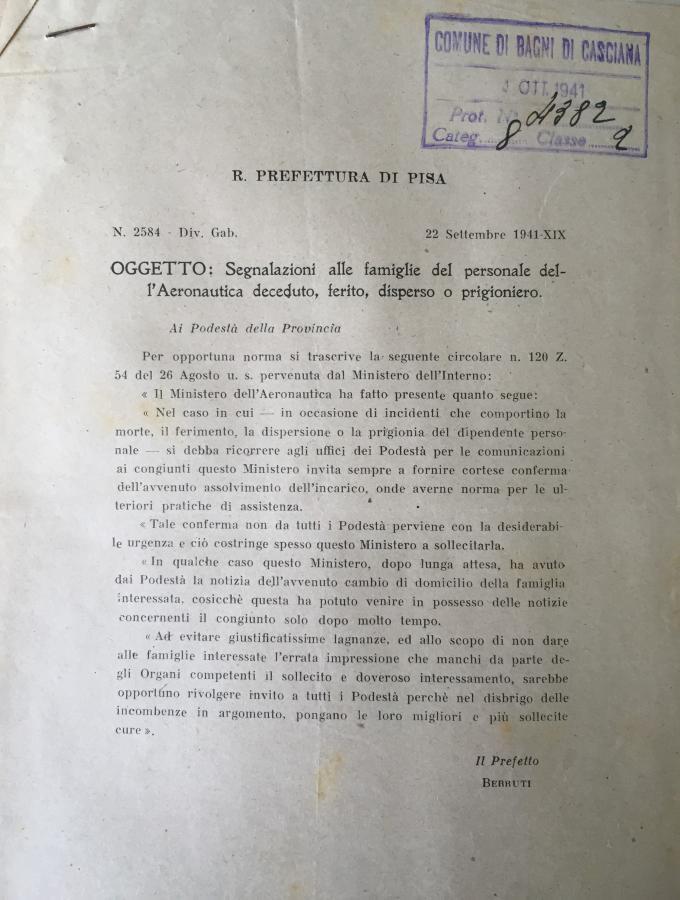 COMUNE DI BAGNI DI CASCIANA
OTT. 1941
Prot. N. 4382
Categ. 8 Classe 2
R. PREFETTURA DI PISA
N. 2584 - Div. Gab. 22 Settembre 1941-XIX
OGGETTO: Segnalazioni alle famiglie del personale del-
l'Aeronautica deceduto, ferito, disperso o prigioniero.
Ai Podestà della Provincia
Per opportuna norma si trascrive la seguente circolare n. 120 Z.
54 del 26 Agosto u. s. pervenuta dal Ministero dell'Interno:
« Il Ministero dell'Aeronautica ha fatto presente quanto segue:
« Nel caso in cui — in occasione di incidenti che comportino la
morte, il ferimento, la dispersione o la prigionia del dipendente perso-
nale — si debba ricorrere agli uffici dei Podestà per le comunicazioni
ai congiunti questo Ministero invita sempre a fornire cortese conferma
dell'avvenuto assolvimento dell'incarico, onde averne norma per le ul-
teriori pratiche di assistenza.
« Tale conferma non da tutti i Podestà perviene con la desiderabi-
le urgenza e ciò costringe spesso questo Ministero a sollecitarla.
« In qualche caso questo Ministero, dopo lunga attesa, ha avuto
dai Podestà la notizia dell'avvenuto cambio di domicilio della famiglia
interessata, cosicchè questa ha potuto venire in possesso delle notizie
concernenti il congiunto solo dopo molto tempo.
« Ad evitare giustificatissime lagnanze, ed allo scopo di non dare
alle famiglie interessate l'errata impressione che manchi da parte de-
gli Organi competenti il sollecito e doveroso interessamento, sarebbe
opportuno rivolgere invito a tutti i Podestà perchè nel disbrigo delle
incombenze in argomento, pongano le loro migliori e più sollecite
cure ».
Il Prefetto
BERRUTI